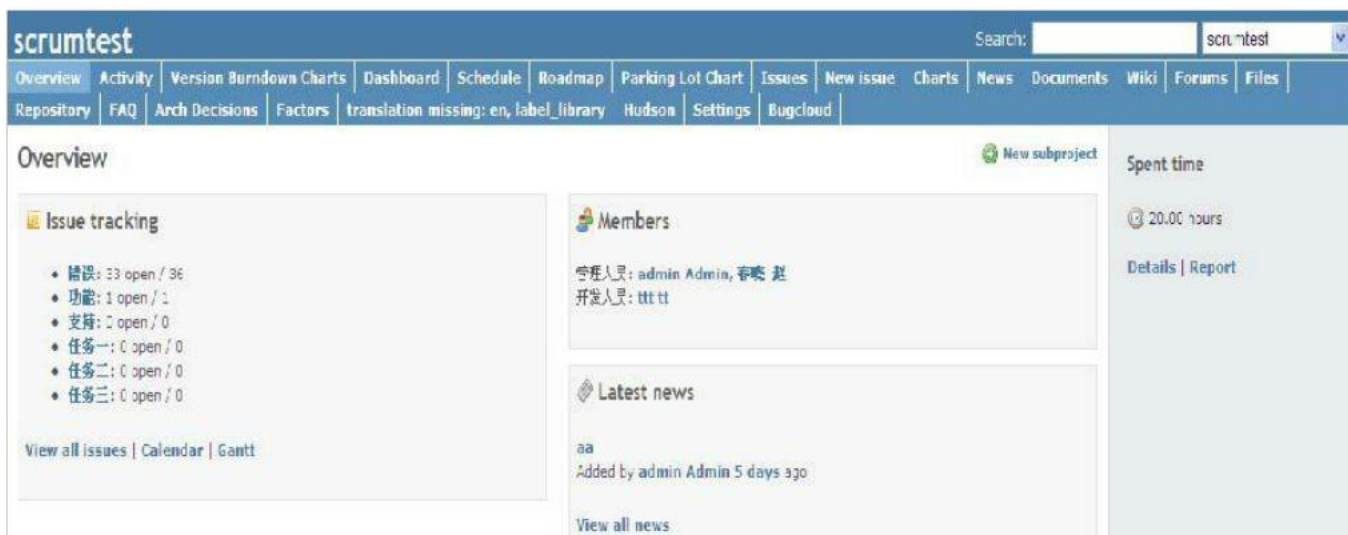 scrumtest Search: scrumtest
Overview Activity Version Burndown Charts Dashboard Schedule Roadmap Parking Lot Chart Issues New issue Charts News Documents Wiki Forums Files
Repository FAQ Arch Decisions Factors translation missing: en, label_library Hudson Settings Bugcloud
Overview
New subproject
Issue tracking
错误: 33 open / 36
功能: 1 open / 1
支持: 0 open / 0
任务一: 0 open / 0
任务二: 0 open / 0
任务三: 0 open / 0
View all issues | Calendar | Gantt
Members
管理人员: admin Admin, 春晓 赵
开发人员: ttt tt
Latest news
aa
Added by admin Admin 5 days ago
View all news
Spent time
20.00 hours
Details | Report